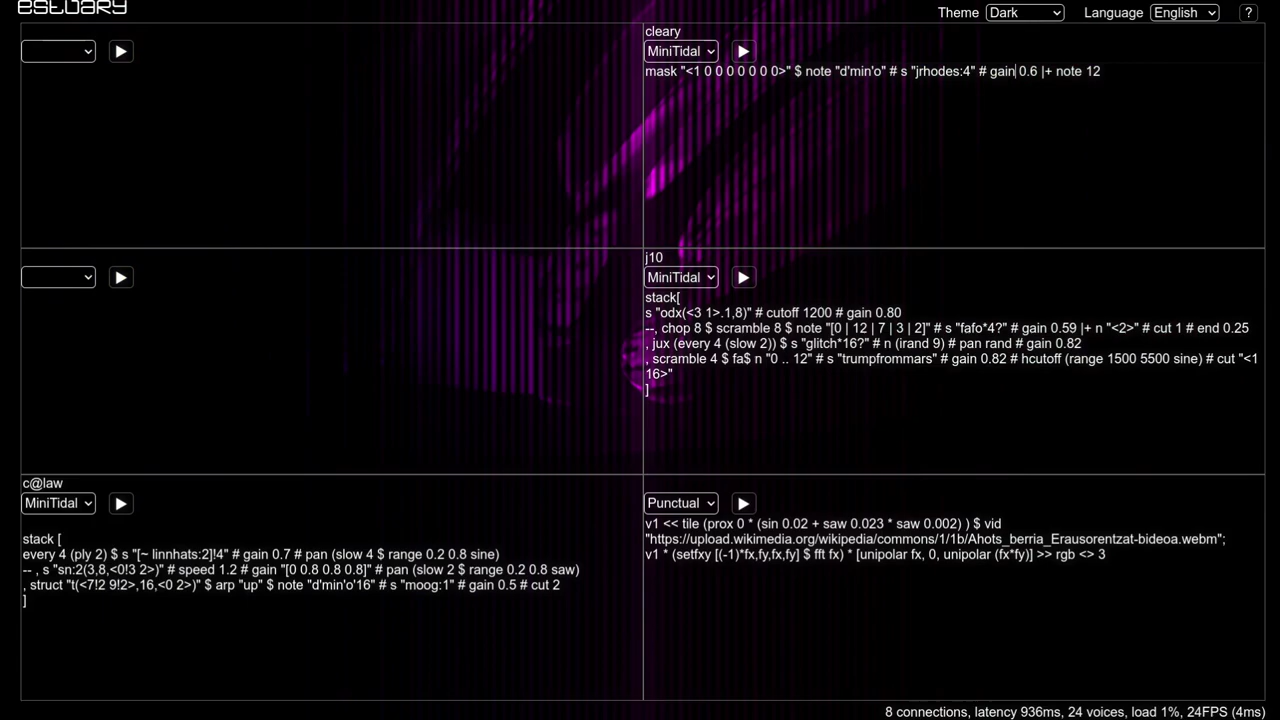 estuary
Theme Dark Language English ?
cleary
MiniTidal
mask "<1 0 0 0 0 0 0 0>" $ note "d'min'o" # s "jrhodes:4" # gain 0.6 |+ note 12
j10
MiniTidal
stack[
s "odx(<3 1>.1,8)" # cutoff 1200 # gain 0.80
--, chop 8 $ scramble 8 $ note "[0 | 12 | 7 | 3 | 2]" # s "fafo*4?" # gain 0.59 |+ n "<2>" # cut 1 # end 0.25
, jux (every 4 (slow 2)) $ s "glitch*16?" # n (irand 9) # pan rand # gain 0.82
, scramble 4 $ fa$ n "0 .. 12" # s "trumpfrommars" # gain 0.82 # hcutoff (range 1500 5500 sine) # cut "<1
16>"
]
c@law
MiniTidal
stack [
every 4 (ply 2) $ s "[~ linnhats:2]!4" # gain 0.7 # pan (slow 4 $ range 0.2 0.8 sine)
-- , s "sn:2(3,8,<0!3 2>)" # speed 1.2 # gain "[0 0.8 0.8 0.8]" # pan (slow 2 $ range 0.2 0.8 saw)
, struct "t(<7!2 9!2>,16,<0 2>)" $ arp "up" $ note "d'min'o'16" # s "moog:1" # gain 0.5 # cut 2
]
Punctual
v1 << tile (prox 0 * (sin 0.02 + saw 0.023 * saw 0.002) ) $ vid
"https://upload.wikimedia.org/wikipedia/commons/1/1b/Ahots_berria_Erausorentzat-bideoa.webm";
v1 * (setfxy [(-1)*fx,fy,fx,fy] $ fft fx) * [unipolar fx, 0, unipolar (fx*fy)] >> rgb <> 3
8 connections, latency 936ms, 24 voices, load 1%, 24FPS (4ms)